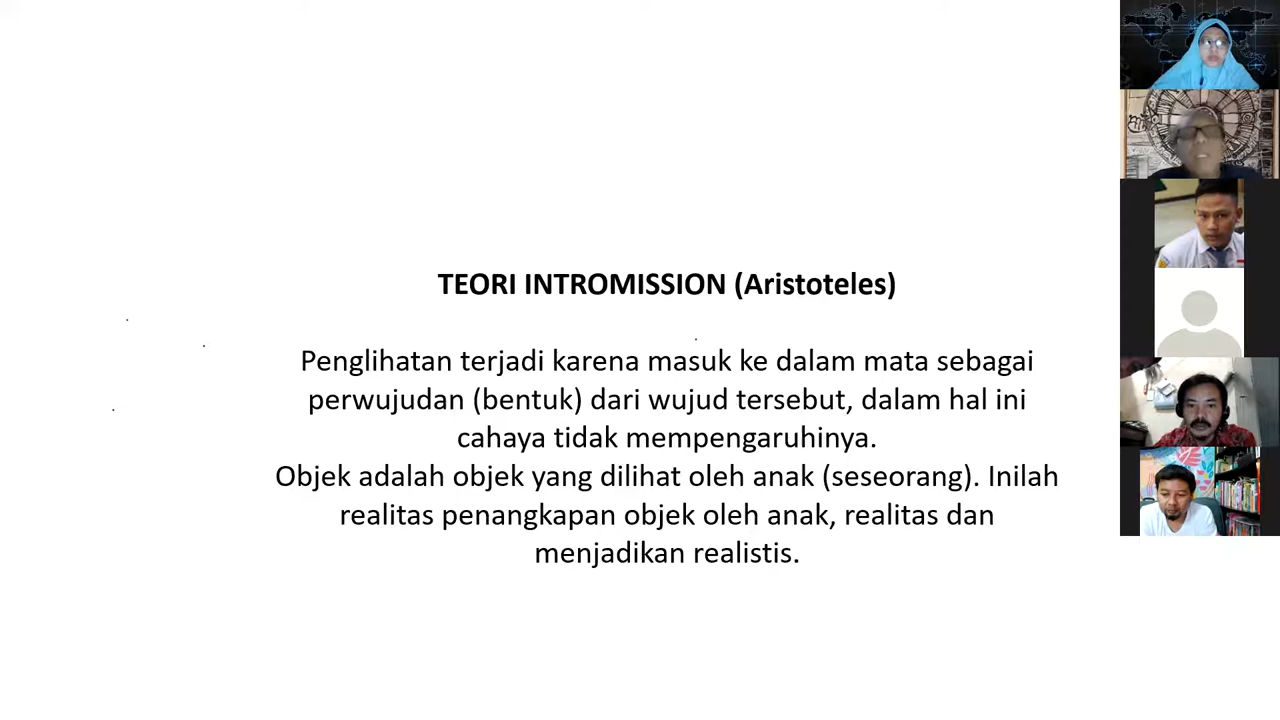 TEORI INTROMISSION (Aristoteles)
Penglihatan terjadi karena masuk ke dalam mata sebagai
perwujudan (bentuk) dari wujud tersebut, dalam hal ini
cahaya tidak mempengaruhinya.
Objek adalah objek yang dilihat oleh anak (seseorang). Inilah
realitas penangkapan objek oleh anak, realitas dan
menjadikan realistis.